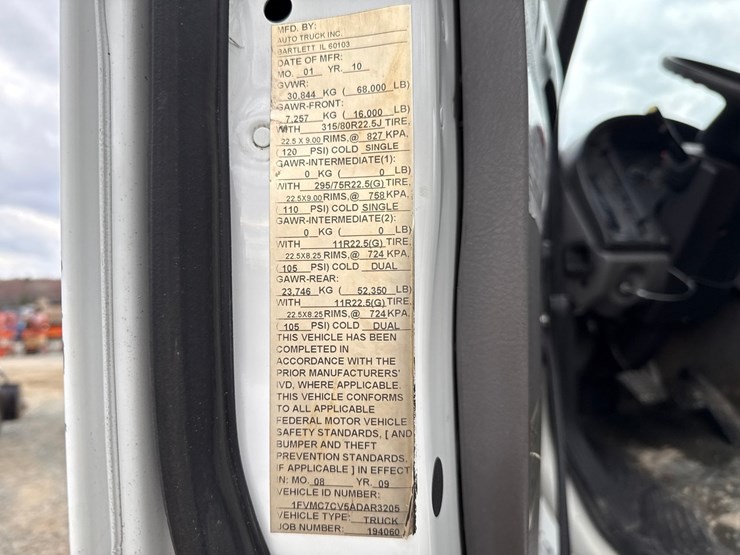 MFD. BY:
AUTO TRUCK INC.
BARTLETT IL 60103
DATE OF MFR:
MO. 01 YR. 10
GVWR:
30,844 KG ( 68,000 LB)
GAWR-FRONT:
7,257 KG ( 16,000 LB)
WITH 315/80R22.5J TIRE,
22.5 X 9.00 RIMS,@ 827 KPA,
( 120 PSI) COLD SINGLE
GAWR-INTERMEDIATE(1):
0 KG ( 0 LB)
WITH 295/75R22.5(G) TIRE,
22.5X9.00 RIMS,@ 758 KPA,
( 110 PSI) COLD SINGLE
GAWR-INTERMEDIATE(2):
0 KG ( 0 LB)
WITH 11R22.5(G) TIRE,
22.5X8.25 RIMS,@ 724 KPA,
( 105 PSI) COLD DUAL
GAWR-REAR:
23,746 KG ( 52,350 LB)
WITH 11R22.5(G) TIRE
22.5X8.25 RIMS,@ 724 KPA,
( 105 PSI) COLD DUAL
THIS VEHICLE HAS BEEN
COMPLETED IN
ACCORDANCE WITH THE
PRIOR MANUFACTURERS'
IVD, WHERE APPLICABLE.
THIS VEHICLE CONFORMS
TO ALL APPLICABLE
FEDERAL MOTOR VEHICLE
SAFETY STANDARDS, [ AND
BUMPER AND THEFT
PREVENTION STANDARDS,
IF APPLICABLE ] IN EFFECT
IN: MO. 08 YR. 09
VEHICLE ID NUMBER:
1FVMC7CV5ADAR3205
VEHICLE TYPE: TRUCK
JOB NUMBER: 194060